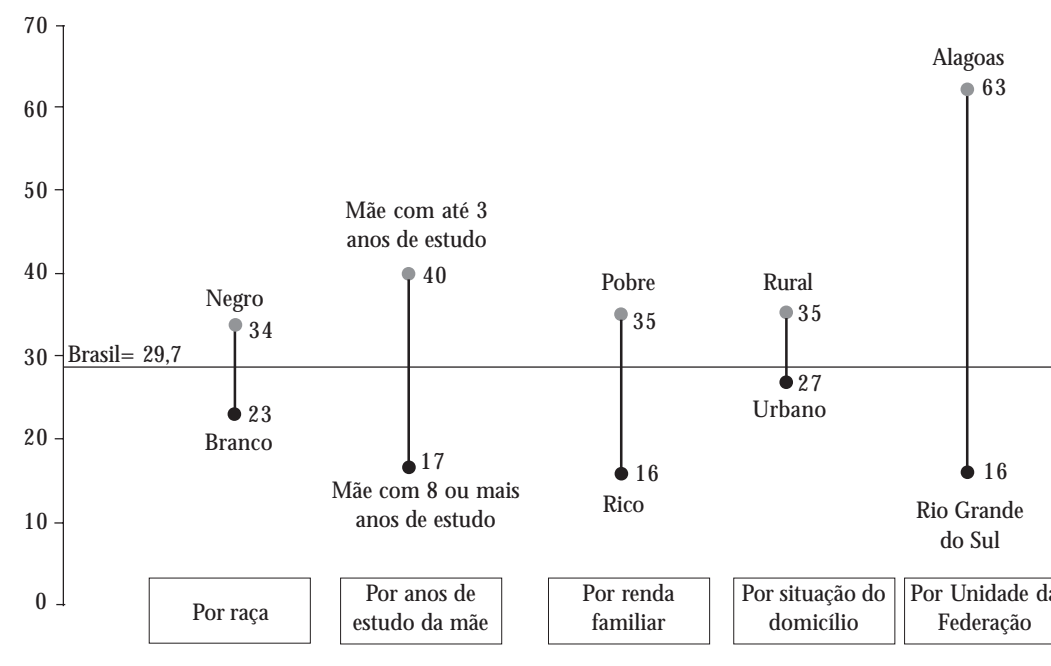 70
60
50
40
30
20
10
0
Brasil= 29,7
Negro
34
23
Branco
Mãe com até 3
anos de estudo
40
17
Mãe com 8 ou mais
anos de estudo
Pobre
35
16
Rico
Rural
35
27
Urbano
Alagoas
63
16
Rio Grande
do Sul
Por raça
Por anos de
estudo da mãe
Por renda
familiar
Por situação do
domicílio
Por Unidade da
Federação